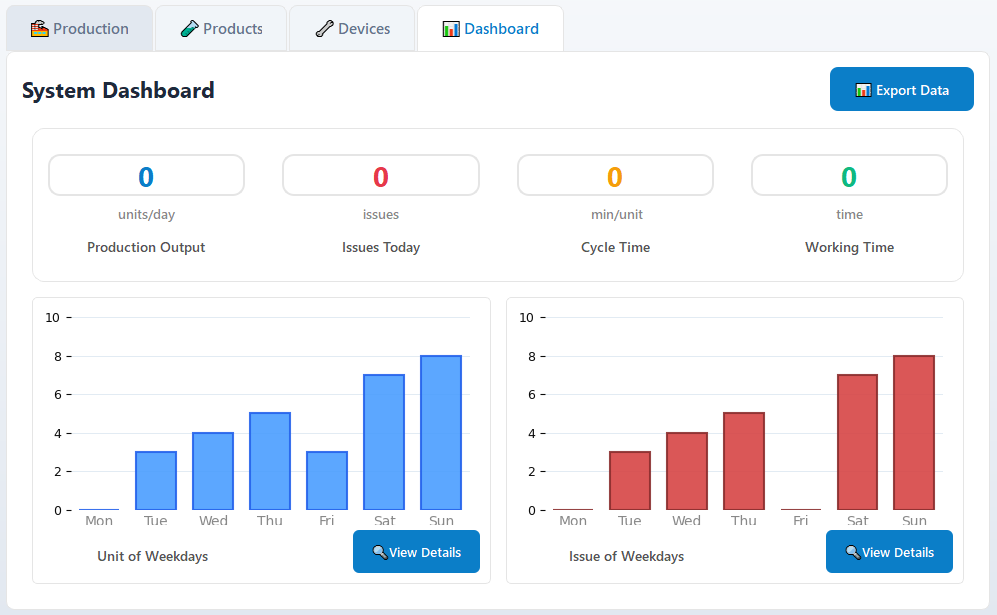 Production Products Devices Dashboard
System Dashboard
Export Data
0 0 0 0
units/day issues min/unit time
Production Output Issues Today Cycle Time Working Time
10
8
6
4
2
0
Mon Tue Wed Thu Fri Sat Sun
Unit of Weekdays
View Details
10
8
6
4
2
0
Mon Tue Wed Thu Fri Sat Sun
Issue of Weekdays
View Details